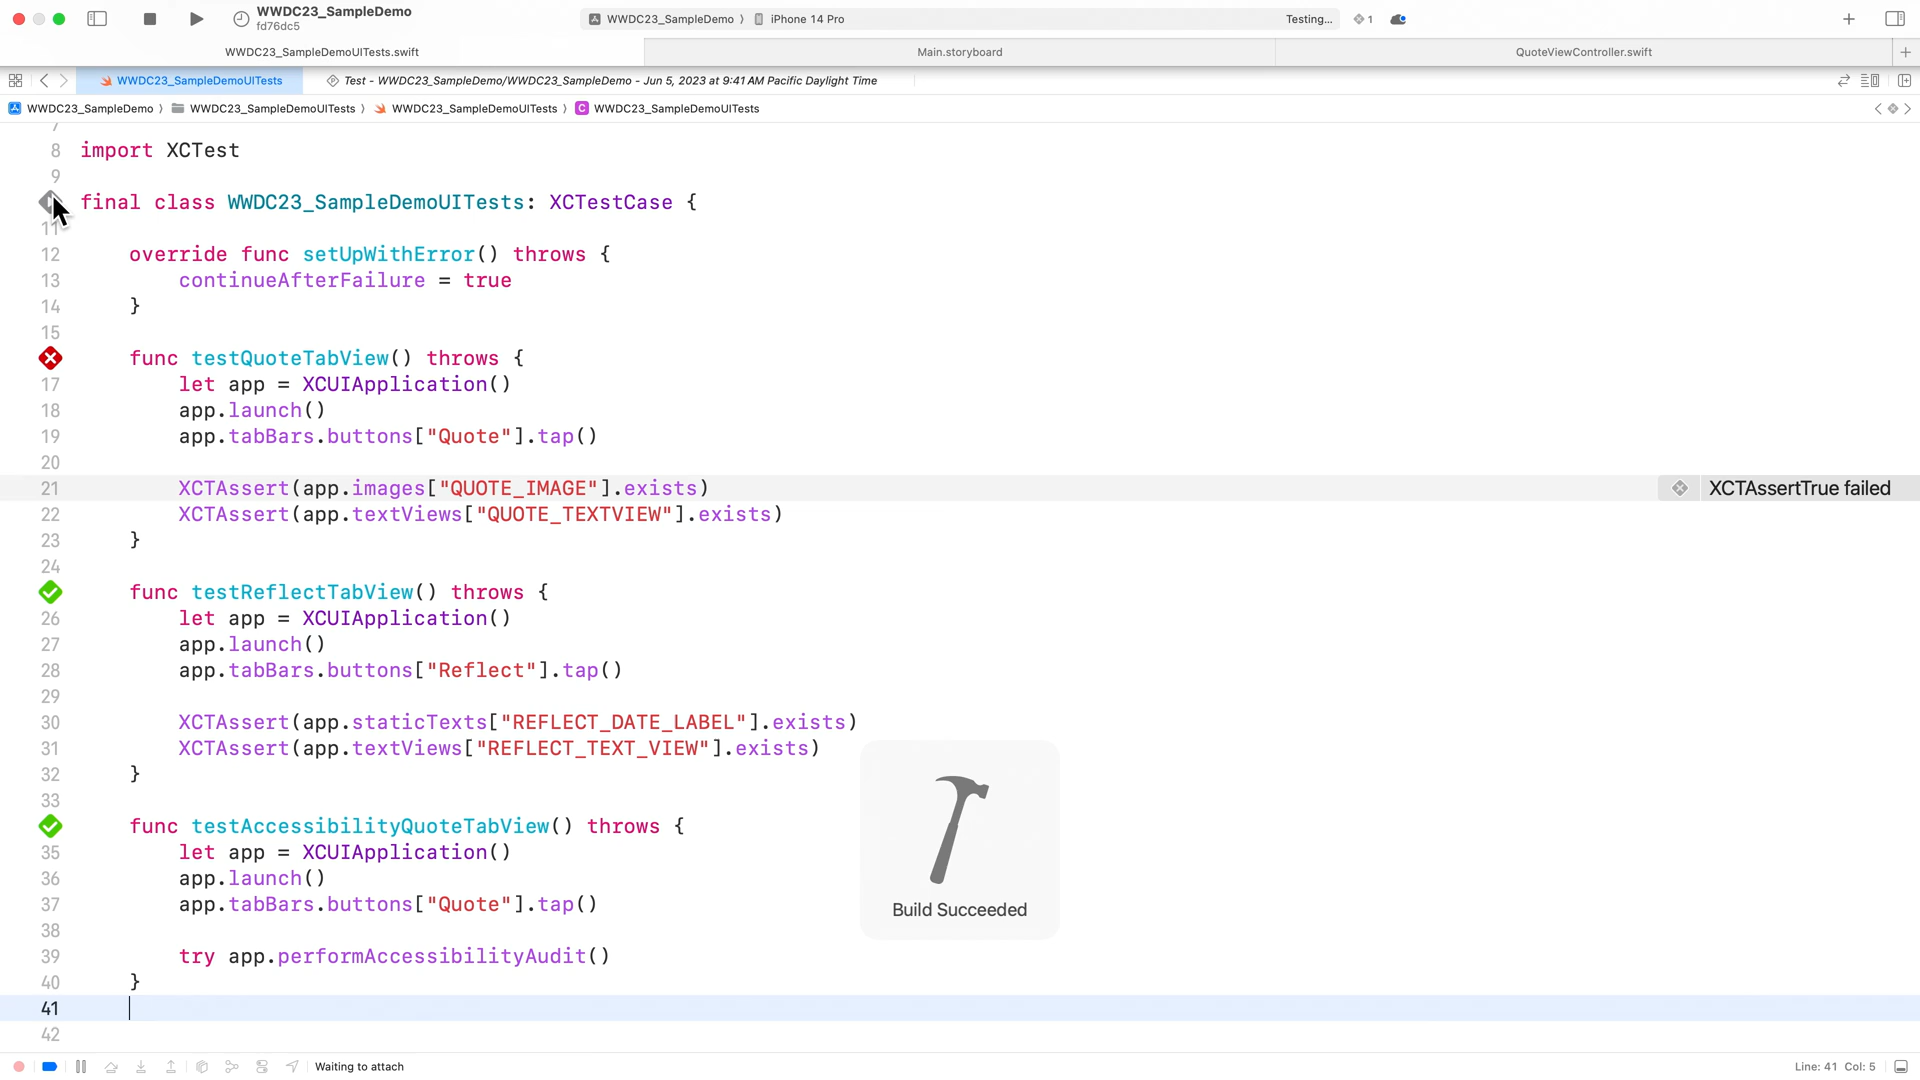 WWDC23_SampleDemo
fd76dc5
WWDC23_SampleDemo 〉 iPhone 14 Pro
Testing...
1
WWDC23_SampleDemoUITests.swift
Main.storyboard
QuoteViewController.swift
WWDC23_SampleDemoUITests
Test - WWDC23_SampleDemo/WWDC23_SampleDemo - Jun 5, 2023 at 9:41 AM Pacific Daylight Time
WWDC23_SampleDemo 〉 WWDC23_SampleDemoUITests 〉 WWDC23_SampleDemoUITests 〉 C WWDC23_SampleDemoUITests
7
8 import XCTest
9
final class WWDC23_SampleDemoUITests: XCTestCase {
11
12 override func setUpWithError() throws {
13 continueAfterFailure = true
14 }
15
func testQuoteTabView() throws {
17 let app = XCUIApplication()
18 app.launch()
19 app.tabBars.buttons["Quote"].tap()
20
21 XCTAssert(app.images["QUOTE_IMAGE"].exists)
XCTAssertTrue failed
22 XCTAssert(app.textViews["QUOTE_TEXTVIEW"].exists)
23 }
24
func testReflectTabView() throws {
26 let app = XCUIApplication()
27 app.launch()
28 app.tabBars.buttons["Reflect"].tap()
29
30 XCTAssert(app.staticTexts["REFLECT_DATE_LABEL"].exists)
31 XCTAssert(app.textViews["REFLECT_TEXT_VIEW"].exists)
32 }
33
func testAccessibilityQuoteTabView() throws {
35 let app = XCUIApplication()
36 app.launch()
37 app.tabBars.buttons["Quote"].tap()
38
39 try app.performAccessibilityAudit()
40 }
41
42
Build Succeeded
Waiting to attach
Line: 41 Col: 5